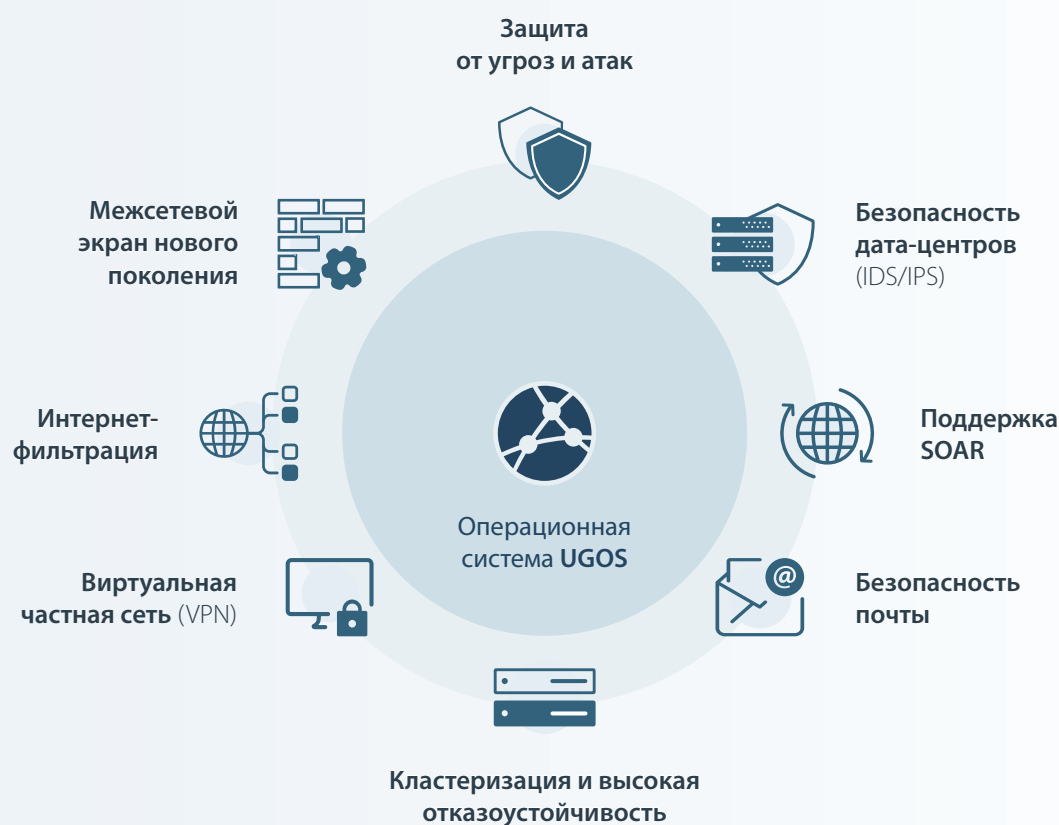 Защита
от угроз и атак
Межсетевой
экран нового
поколения
Безопасность
дата-центров
(IDS/IPS)
Интернет-
фильтрация
Поддержка
SOAR
Операционная
система UGOS
Виртуальная
частная сеть (VPN)
Безопасность
почты
@
Кластеризация и высокая
отказоустойчивость